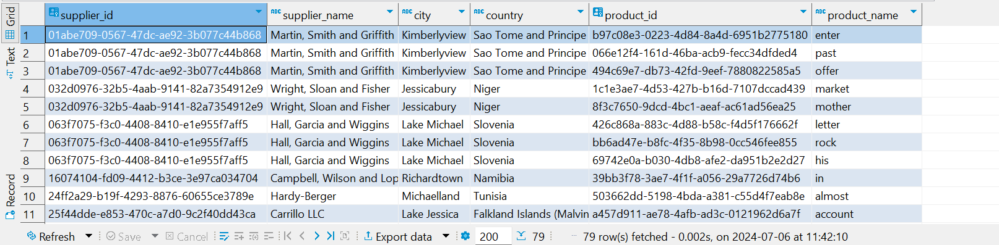 supplier_id supplier_name city country product_id product_name
1 01abe709-0567-47dc-ae92-3b077c44b868 Martin, Smith and Griffith Kimberlyview Sao Tome and Principe b97c08e3-0223-4d84-8a4d-6951b2775180 enter
2 01abe709-0567-47dc-ae92-3b077c44b868 Martin, Smith and Griffith Kimberlyview Sao Tome and Principe 066e12f4-161d-46ba-acb9-fecc34dfded4 past
3 01abe709-0567-47dc-ae92-3b077c44b868 Martin, Smith and Griffith Kimberlyview Sao Tome and Principe 494c69e7-db73-42fd-9eef-7880822585a5 offer
4 032d0976-32b5-4aab-9141-82a7354912e9 Wright, Sloan and Fisher Jessicabury Niger 1c1e3ae7-4d53-427b-b16d-7107dccad439 market
5 032d0976-32b5-4aab-9141-82a7354912e9 Wright, Sloan and Fisher Jessicabury Niger 8f3c7650-9dcd-4bc1-aeaf-ac61ad56ea25 mother
6 063f7075-f3c0-4408-8410-e1e955f7aff5 Hall, Garcia and Wiggins Lake Michael Slovenia 426c868a-883c-4d88-b58c-f4d5f176662f letter
7 063f7075-f3c0-4408-8410-e1e955f7aff5 Hall, Garcia and Wiggins Lake Michael Slovenia bb6ad47e-b8fc-4f35-8b98-0cc546fee855 rock
8 063f7075-f3c0-4408-8410-e1e955f7aff5 Hall, Garcia and Wiggins Lake Michael Slovenia 69742e0a-b030-4db8-afe2-da951b2e2d27 his
9 16074104-fd09-4412-b3ce-3e97ca034704 Campbell, Wilson and Lop Richardtown Namibia 39bb3f78-3ae7-4f1f-a056-29a7726d74b6 in
10 24ff2a29-b19f-4293-8876-60655ce3789e Hardy-Berger Michaelland Tunisia 503662dd-5198-4bda-a381-c55d4f7eab8e almost
11 25f44dde-e853-470c-a7d0-9c2f40dd43ca Carrillo LLC Lake Jessica Falkland Islands (Malvin a457d911-ae78-4afb-ad3c-0121962d6a7f account
Grid
Text
Record
Refresh Save Cancel Export data 200 79 79 row(s) fetched - 0.002s, on 2024-07-06 at 11:42:10